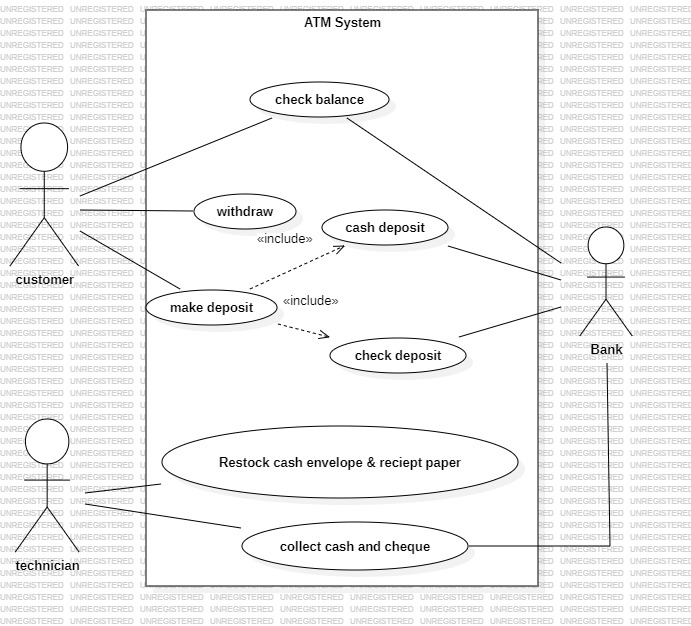 ATM System
check balance
withdraw
cash deposit
«include»
customer
make deposit
«include»
Bank
check deposit
Restock cash envelope & reciept paper
collect cash and cheque
technician
UNREGISTERED